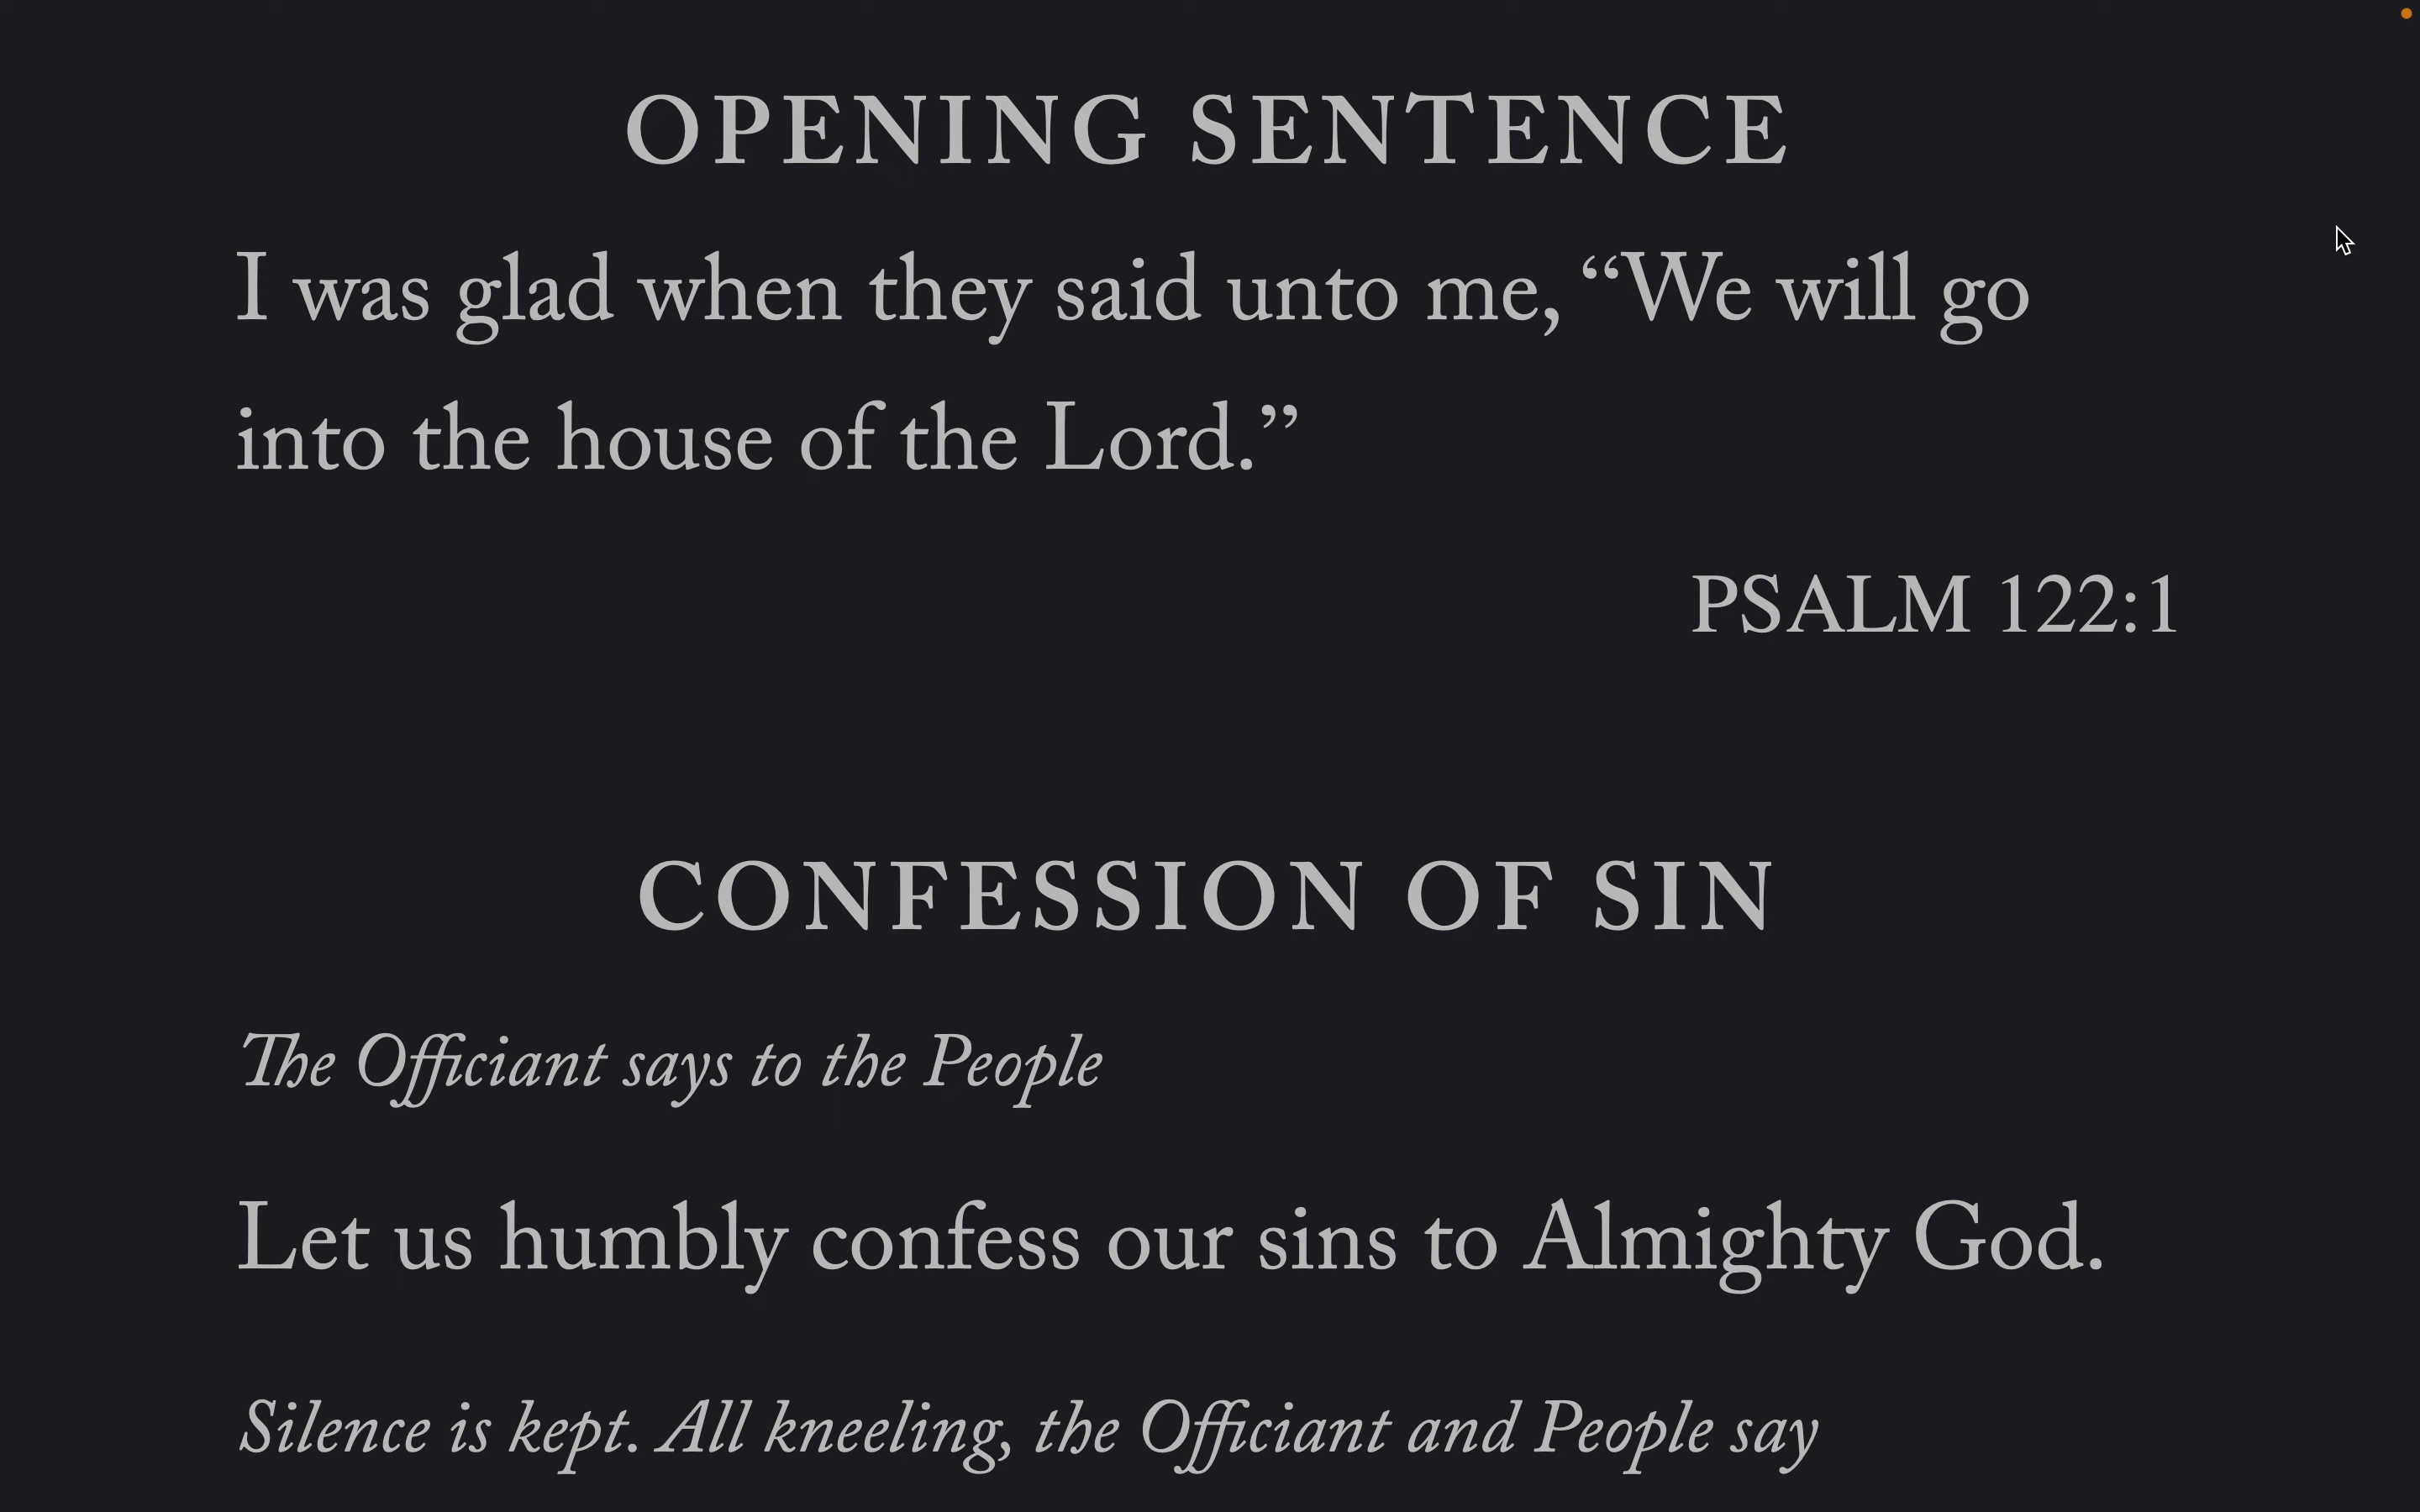 OPENING SENTENCE
I was glad when they said unto me, “We will go
into the house of the Lord.”
PSALM 122:1
CONFESSION OF SIN
The Officiant says to the People
Let us humbly confess our sins to Almighty God.
Silence is kept. All kneeling, the Officiant and People say